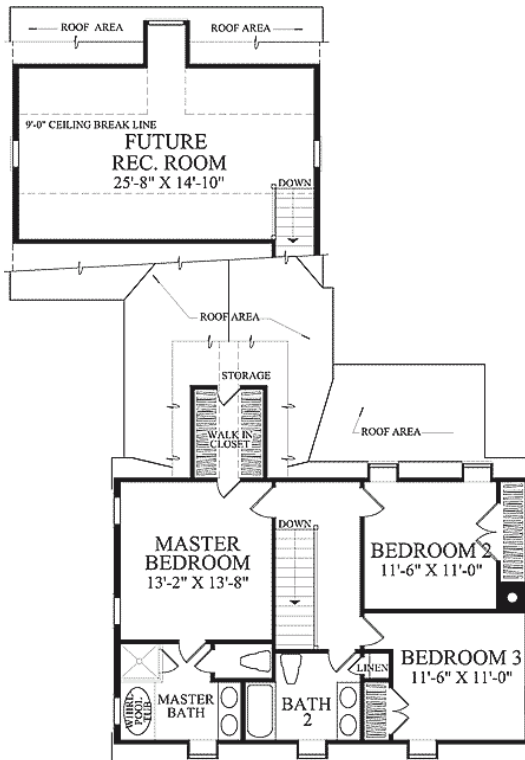 ROOF AREA ROOF AREA
9'-0" CEILING BREAK LINE
FUTURE
REC. ROOM
25'-8" X 14'-10"
DOWN
ROOF AREA
STORAGE
WALK IN
CLOSET
ROOF AREA
DOWN
MASTER
BEDROOM
13'-2" X 13'-8"
BEDROOM 2
11'-6" X 11'-0"
LINEN
BEDROOM 3
11'-6" X 11'-0"
WHIRL
POOL
TUB
MASTER
BATH
BATH
2